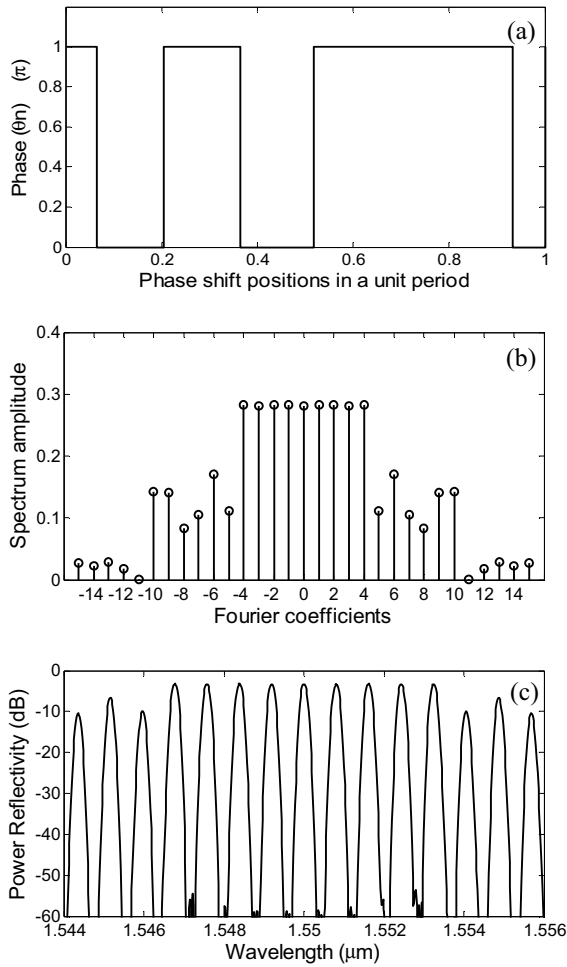 (a)
Phase (θn) (π)
1
0.8
0.6
0.4
0.2
0
0 0.2 0.4 0.6 0.8 1
Phase shift positions in a unit period
(b)
Spectrum amplitude
0.4
0.3
0.2
0.1
0
-14 -12 -10 -8 -6 -4 -2 0 2 4 6 8 10 12 14
Fourier coefficients
(c)
Power Reflectivity (dB)
0
-10
-20
-30
-40
-50
-60
1.544 1.546 1.548 1.55 1.552 1.554 1.556
Wavelength (μm)